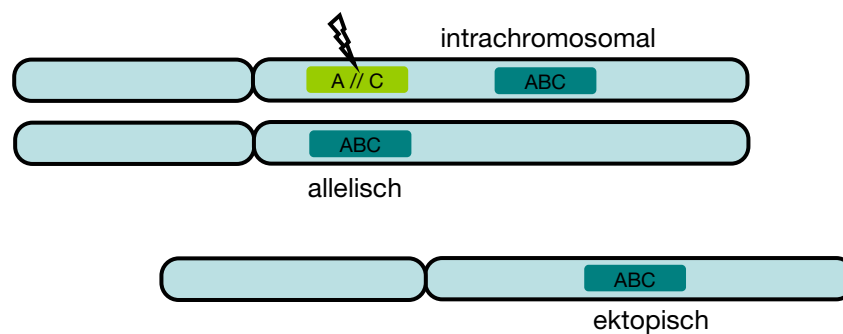 intrachromosomal
A // C
ABC
ABC
allelisch
ABC
ektopisch